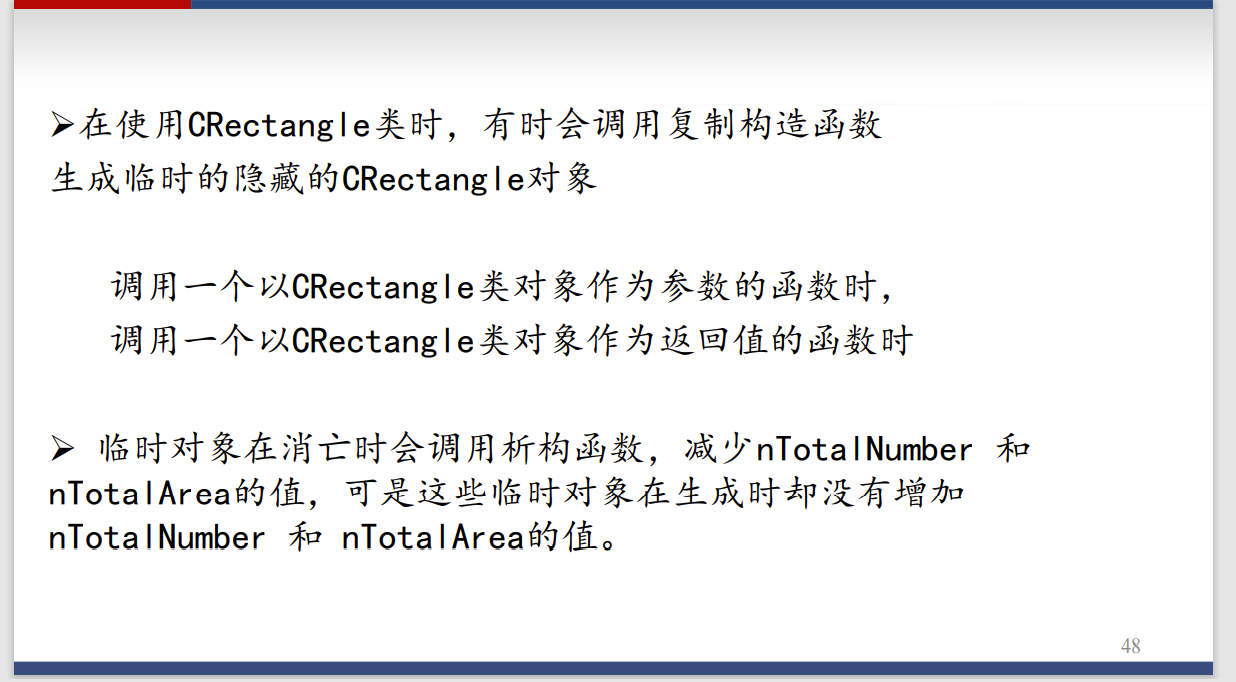 ➢在使用CRectangle类时，有时会调用复制构造函数
生成临时的隐藏的CRectangle对象
调用一个以CRectangle类对象作为参数的函数时，
调用一个以CRectangle类对象作为返回值的函数时
➢ 临时对象在消亡时会调用析构函数，减少nTotalNumber 和
nTotalArea的值，可是这些临时对象在生成时却没有增加
nTotalNumber 和 nTotalArea的值。
48